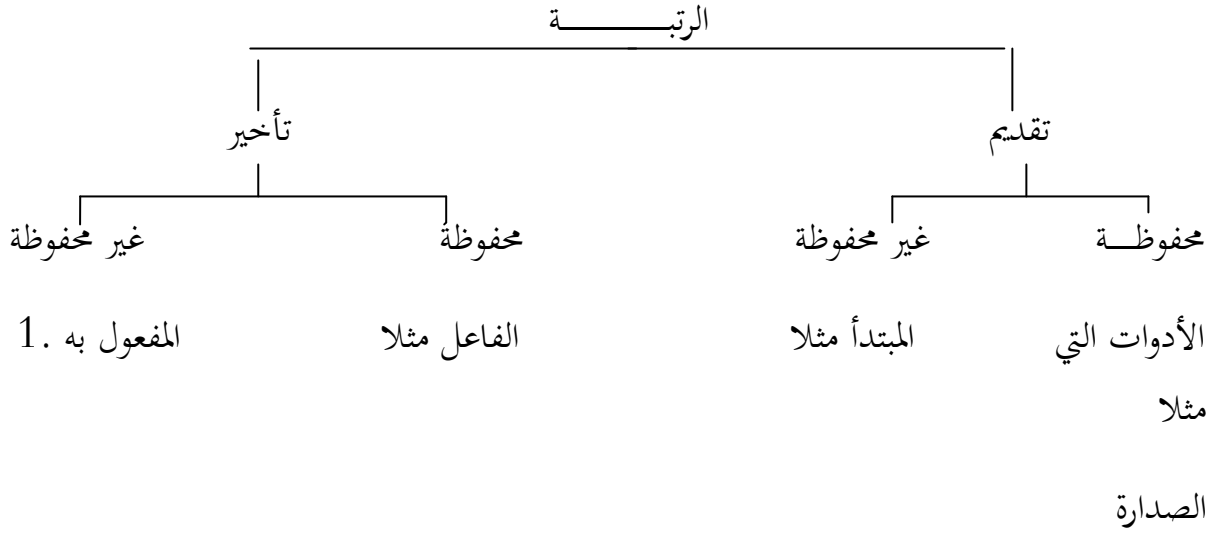 الرتبـــــــــة
تقديم تأخير
محفوظـــة غير محفوظة محفوظة غير محفوظة
الأدوات التي المبتدأ مثلا الفاعل مثلا المفعول به .1
مثلا
الصدارة